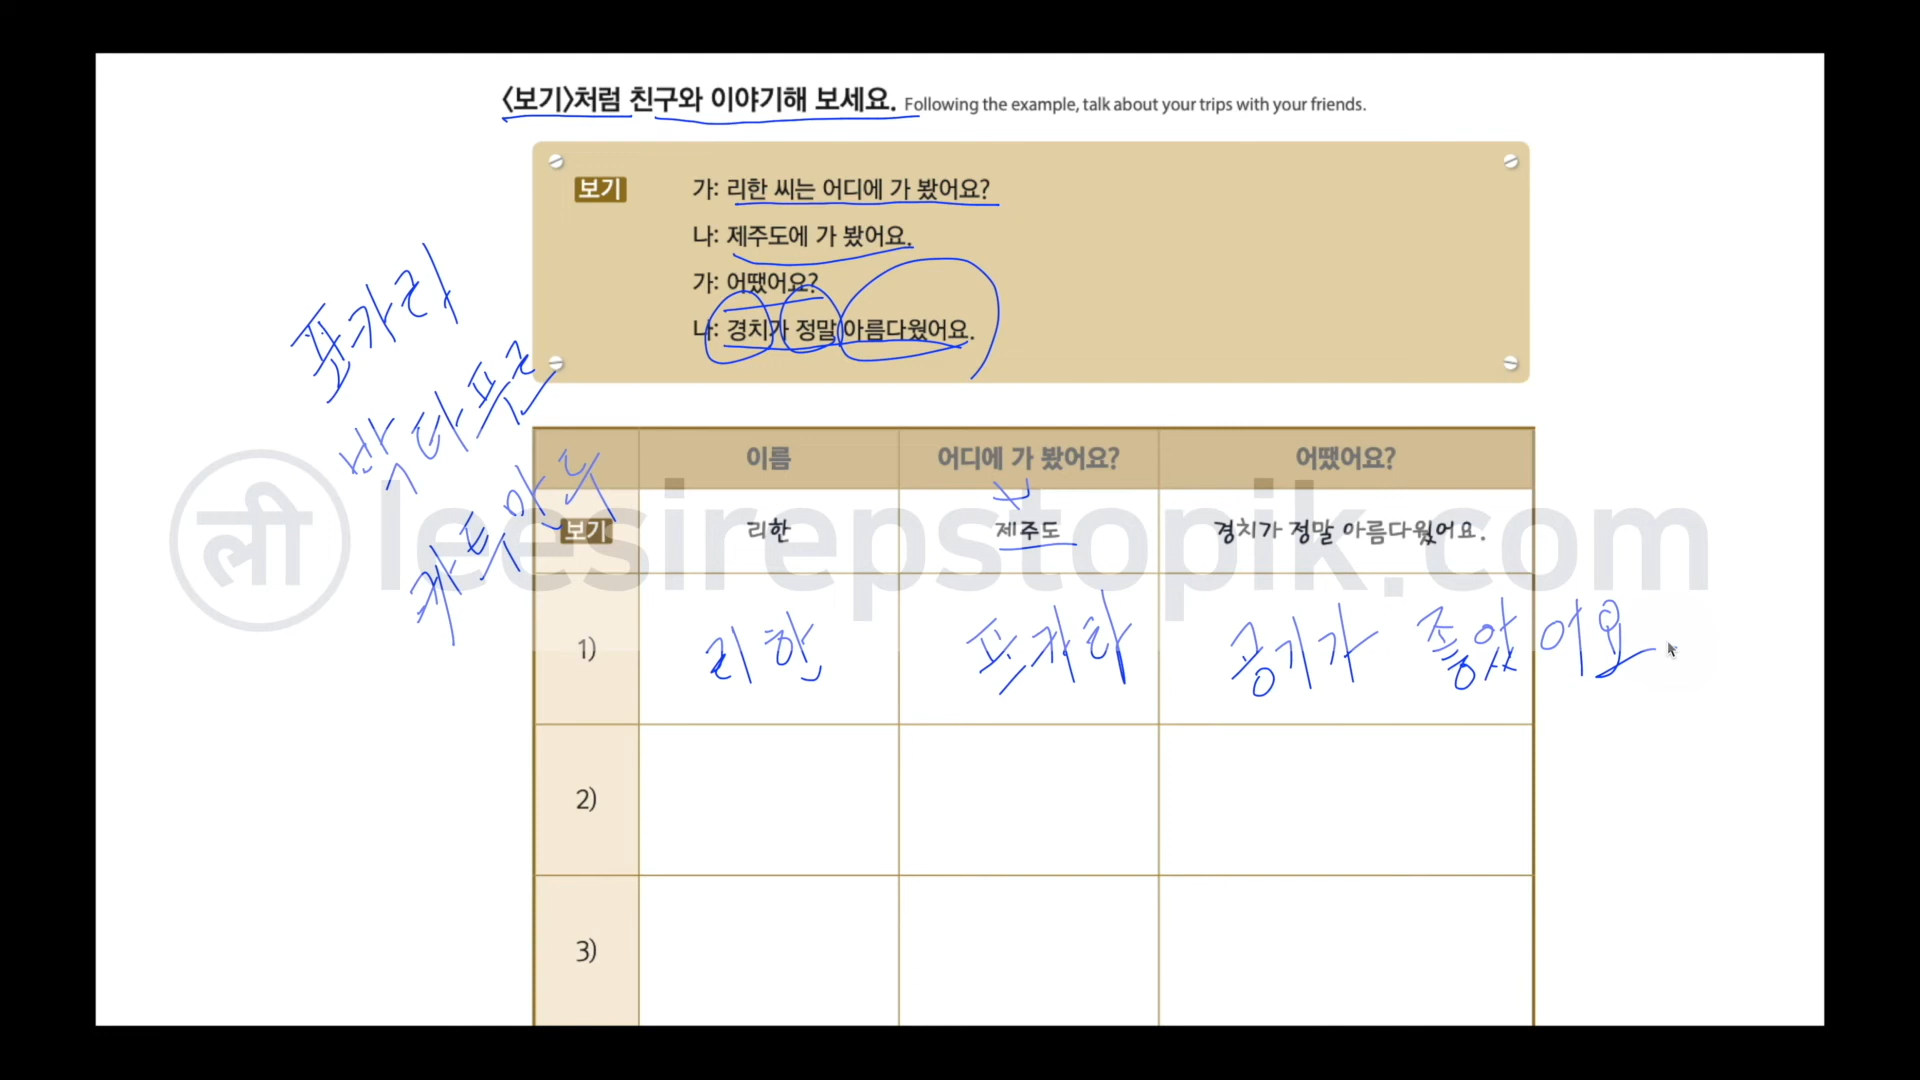 <보기>처럼 친구와 이야기해 보세요. Following the example, talk about your trips with your friends.
보기 가: 리한 씨는 어디에 가 봤어요?
나: 제주도에 가 봤어요.
가: 어땠어요?
나: 경치가 정말 아름다웠어요.
포카라
박타푸르
카투만두
이름 어디에 가 봤어요? 어땠어요?
보기 리한 제주도 경치가 정말 아름다웠어요.
ली leesirepstopik.com
1) 리한 포카라 공기가 좋았어요
2)
3)